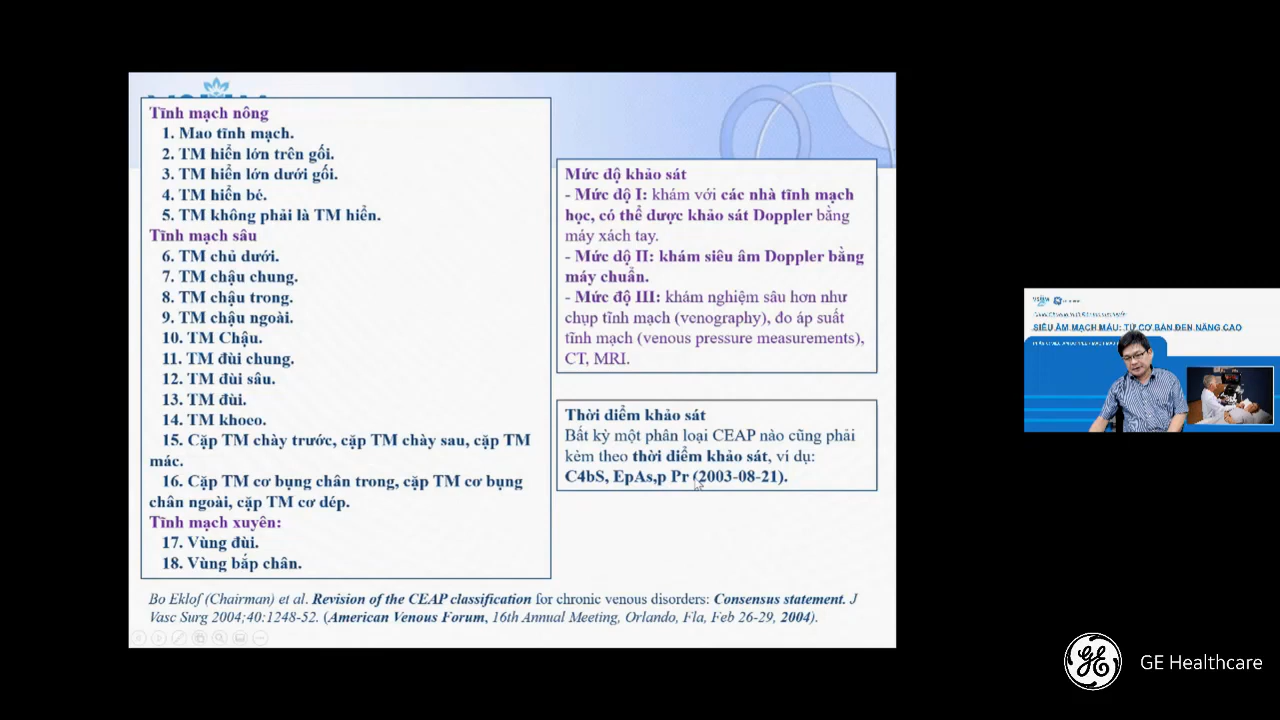 Tĩnh mạch nông
1. Mao tĩnh mạch.
2. TM hiển lớn trên gối.
3. TM hiển lớn dưới gối.
4. TM hiển bé.
5. TM không phải là TM hiển.
Tĩnh mạch sâu
6. TM chủ dưới.
7. TM chậu chung.
8. TM chậu trong.
9. TM chậu ngoài.
10. TM Chậu.
11. TM đùi chung.
12. TM đùi sâu.
13. TM đùi.
14. TM khoeo.
15. Cặp TM chày trước, cặp TM chày sau, cặp TM
mác.
16. Cặp TM cơ bụng chân trong, cặp TM cơ bụng
chân ngoài, cặp TM cơ dép.
Tĩnh mạch xuyên:
17. Vùng đùi.
18. Vùng bắp chân.
Mức độ khảo sát
- Mức độ I: khám với các nhà tĩnh mạch
học, có thể được khảo sát Doppler bằng
máy xách tay.
- Mức độ II: khám siêu âm Doppler bằng
máy chuẩn.
- Mức độ III: khám nghiệm sâu hơn như
chụp tĩnh mạch (venography), đo áp suất
tĩnh mạch (venous pressure measurements),
CT, MRI.
Thời điểm khảo sát
Bất kỳ một phân loại CEAP nào cũng phải
kèm theo thời điểm khảo sát, ví dụ:
C4bS, EpAs,p Pr (2003-08-21).
Bo Eklof (Chairman) et al. Revision of the CEAP classification for chronic venous disorders: Consensus statement. J
Vasc Surg 2004;40:1248-52. (American Venous Forum, 16th Annual Meeting, Orlando, Fla, Feb 26-29, 2004).
SIÊU ÂM MẠCH MÁU: TỪ CƠ BẢN ĐẾN NÂNG CAO
GE Healthcare